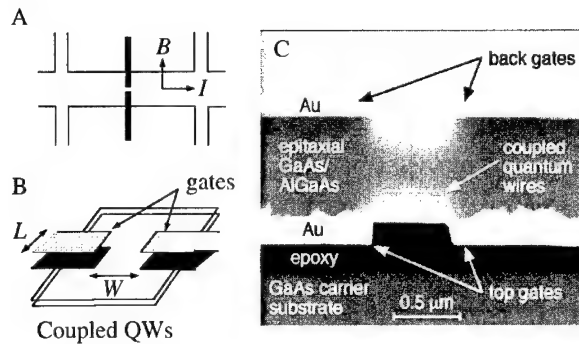 A
B
I
B
gates
L
W
Coupled QWs
C
back gates
Au
epitaxial
GaAs/
AlGaAs
coupled
quantum
wires
Au
epoxy
GaAs carrier
substrate
top gates
0.5 µm